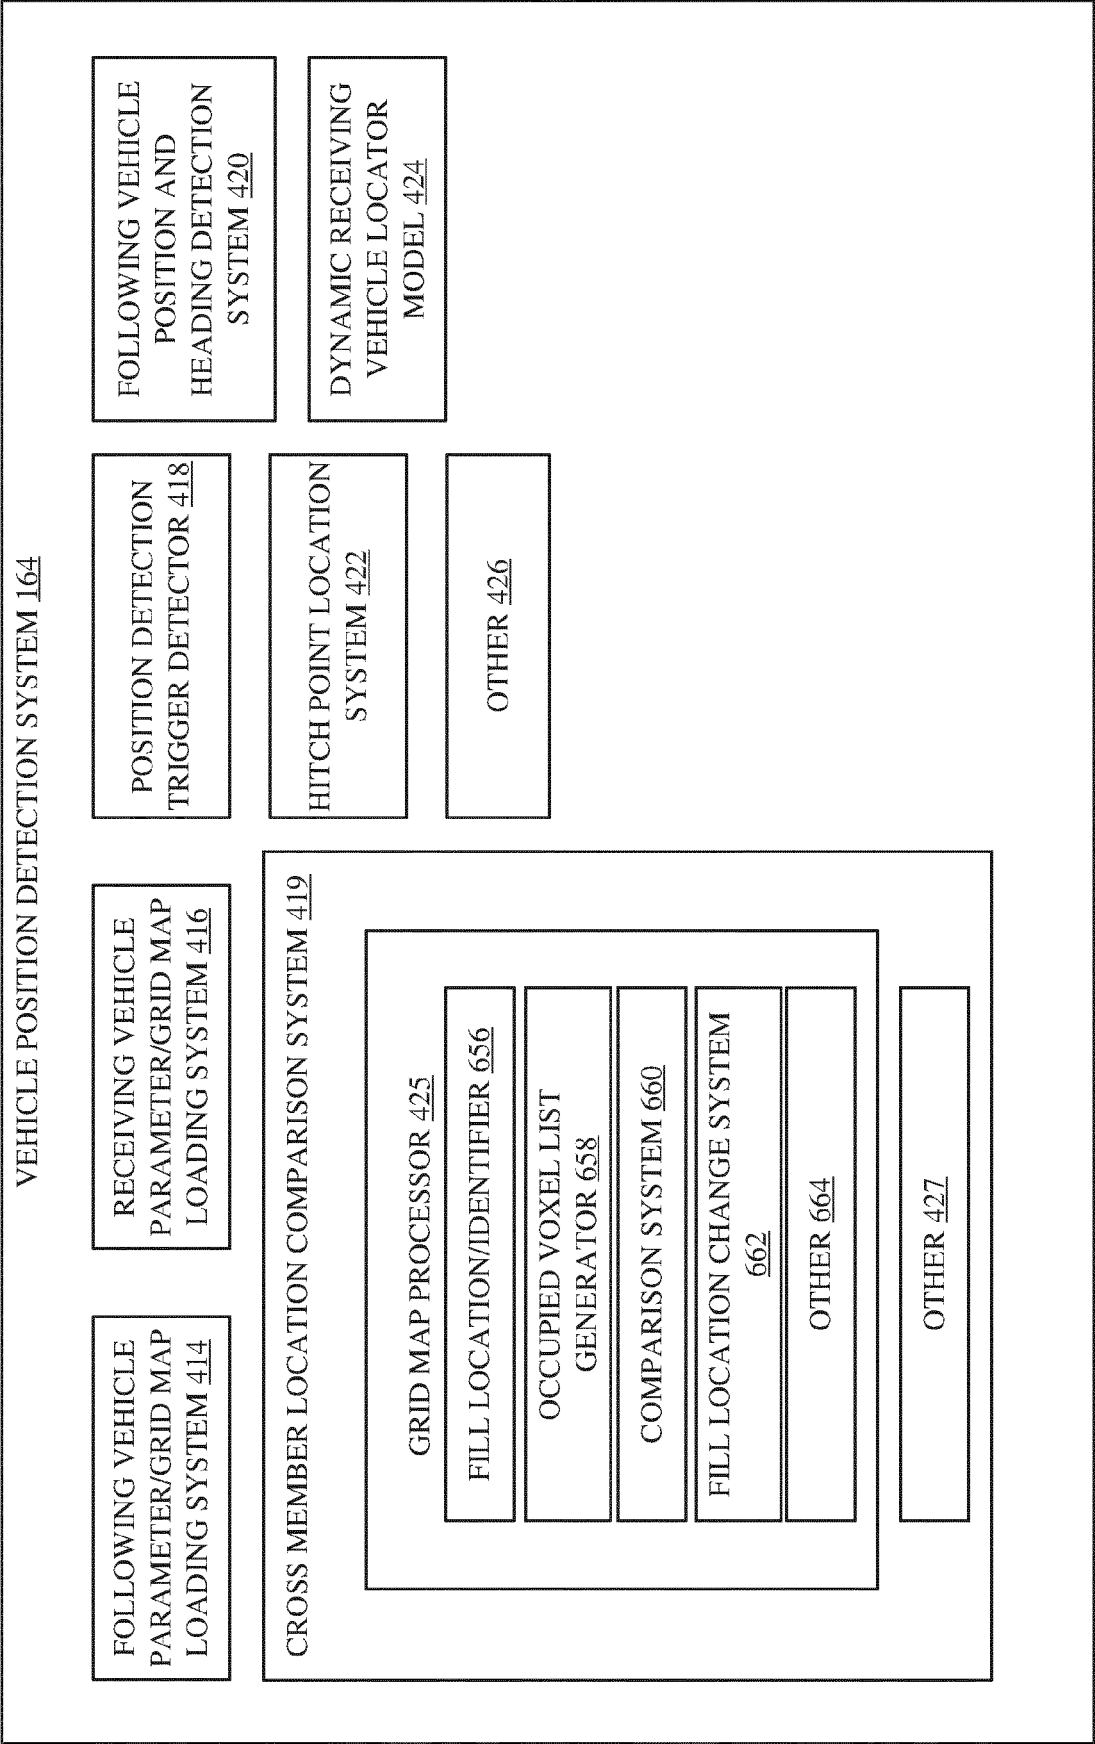 VEHICLE POSITION DETECTION SYSTEM 164
FOLLOWING VEHICLE
PARAMETER/GRID MAP
LOADING SYSTEM 414
RECEIVING VEHICLE
PARAMETER/GRID MAP
LOADING SYSTEM 416
POSITION DETECTION
TRIGGER DETECTOR 418
FOLLOWING VEHICLE
POSITION AND
HEADING DETECTION
SYSTEM 420
CROSS MEMBER LOCATION COMPARISON SYSTEM 419
GRID MAP PROCESSOR 425
FILL LOCATION/IDENTIFIER 656
OCCUPIED VOXEL LIST
GENERATOR 658
COMPARISON SYSTEM 660
FILL LOCATION CHANGE SYSTEM
662
OTHER 664
OTHER 427
HITCH POINT LOCATION
SYSTEM 422
DYNAMIC RECEIVING
VEHICLE LOCATOR
MODEL 424
OTHER 426